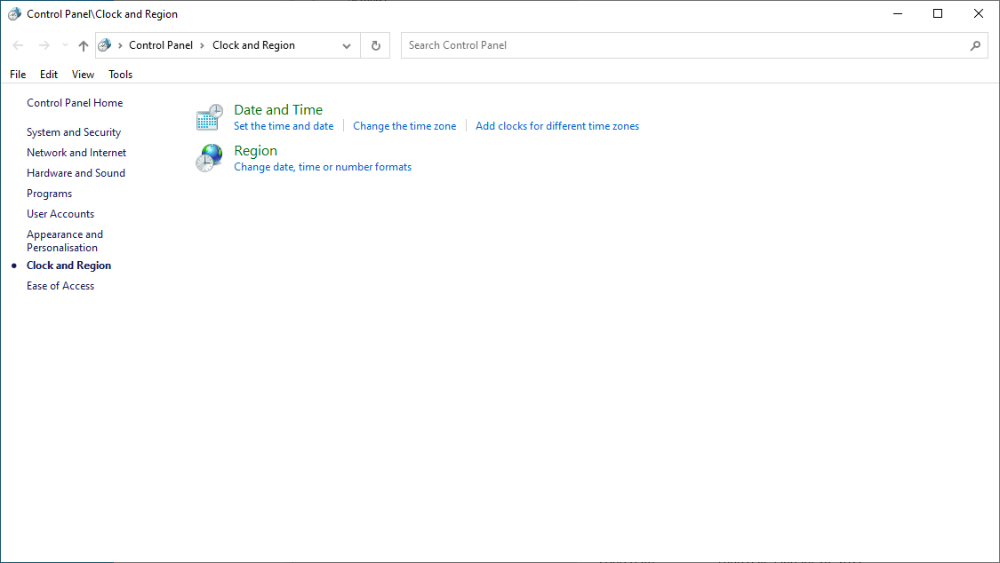 Control Panel\Clock and Region
Control Panel > Clock and Region
Search Control Panel
File Edit View Tools
Control Panel Home
System and Security
Network and Internet
Hardware and Sound
Programs
User Accounts
Appearance and
Personalisation
Clock and Region
Ease of Access
Date and Time
Set the time and date Change the time zone Add clocks for different time zones
Region
Change date, time or number formats